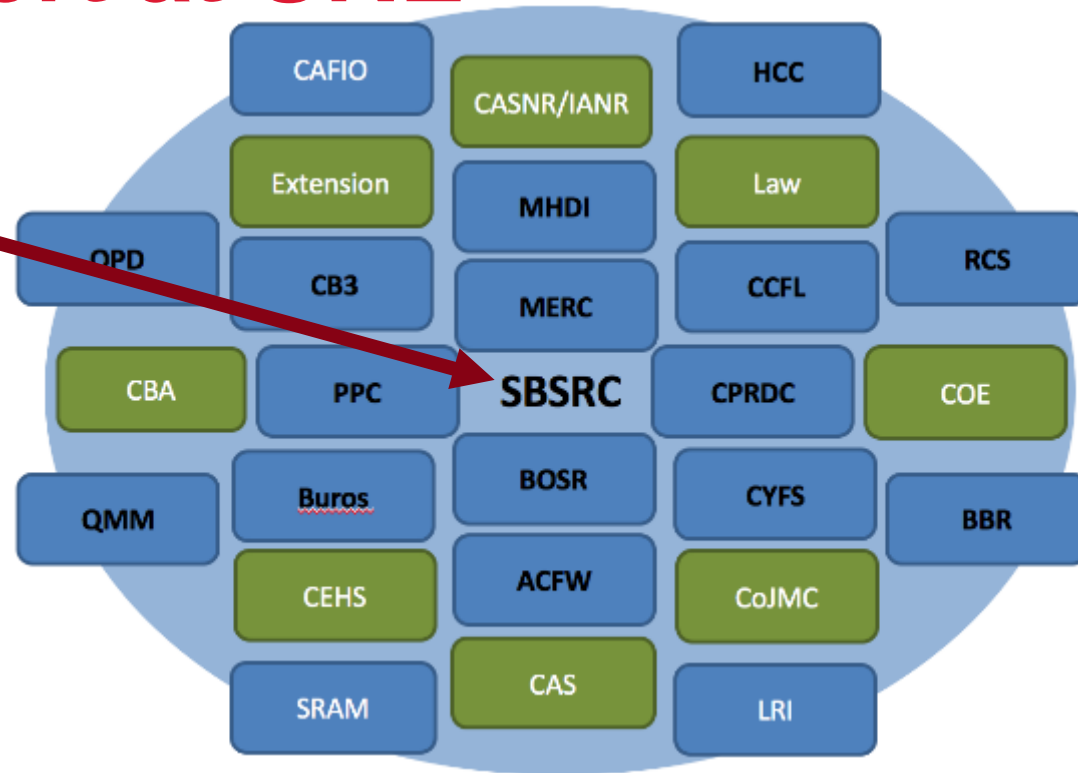 CAFIO
HCC
CASNR/IANR
Extension
Law
MHDI
OPD
RCS
CB3
CCFL
MERC
CBA
PPC
SBSRC
CPRDC
COE
BOSR
Buros
CYFS
QMM
BBR
ACFW
CEHS
CoJMC
CAS
SRAM
LRI